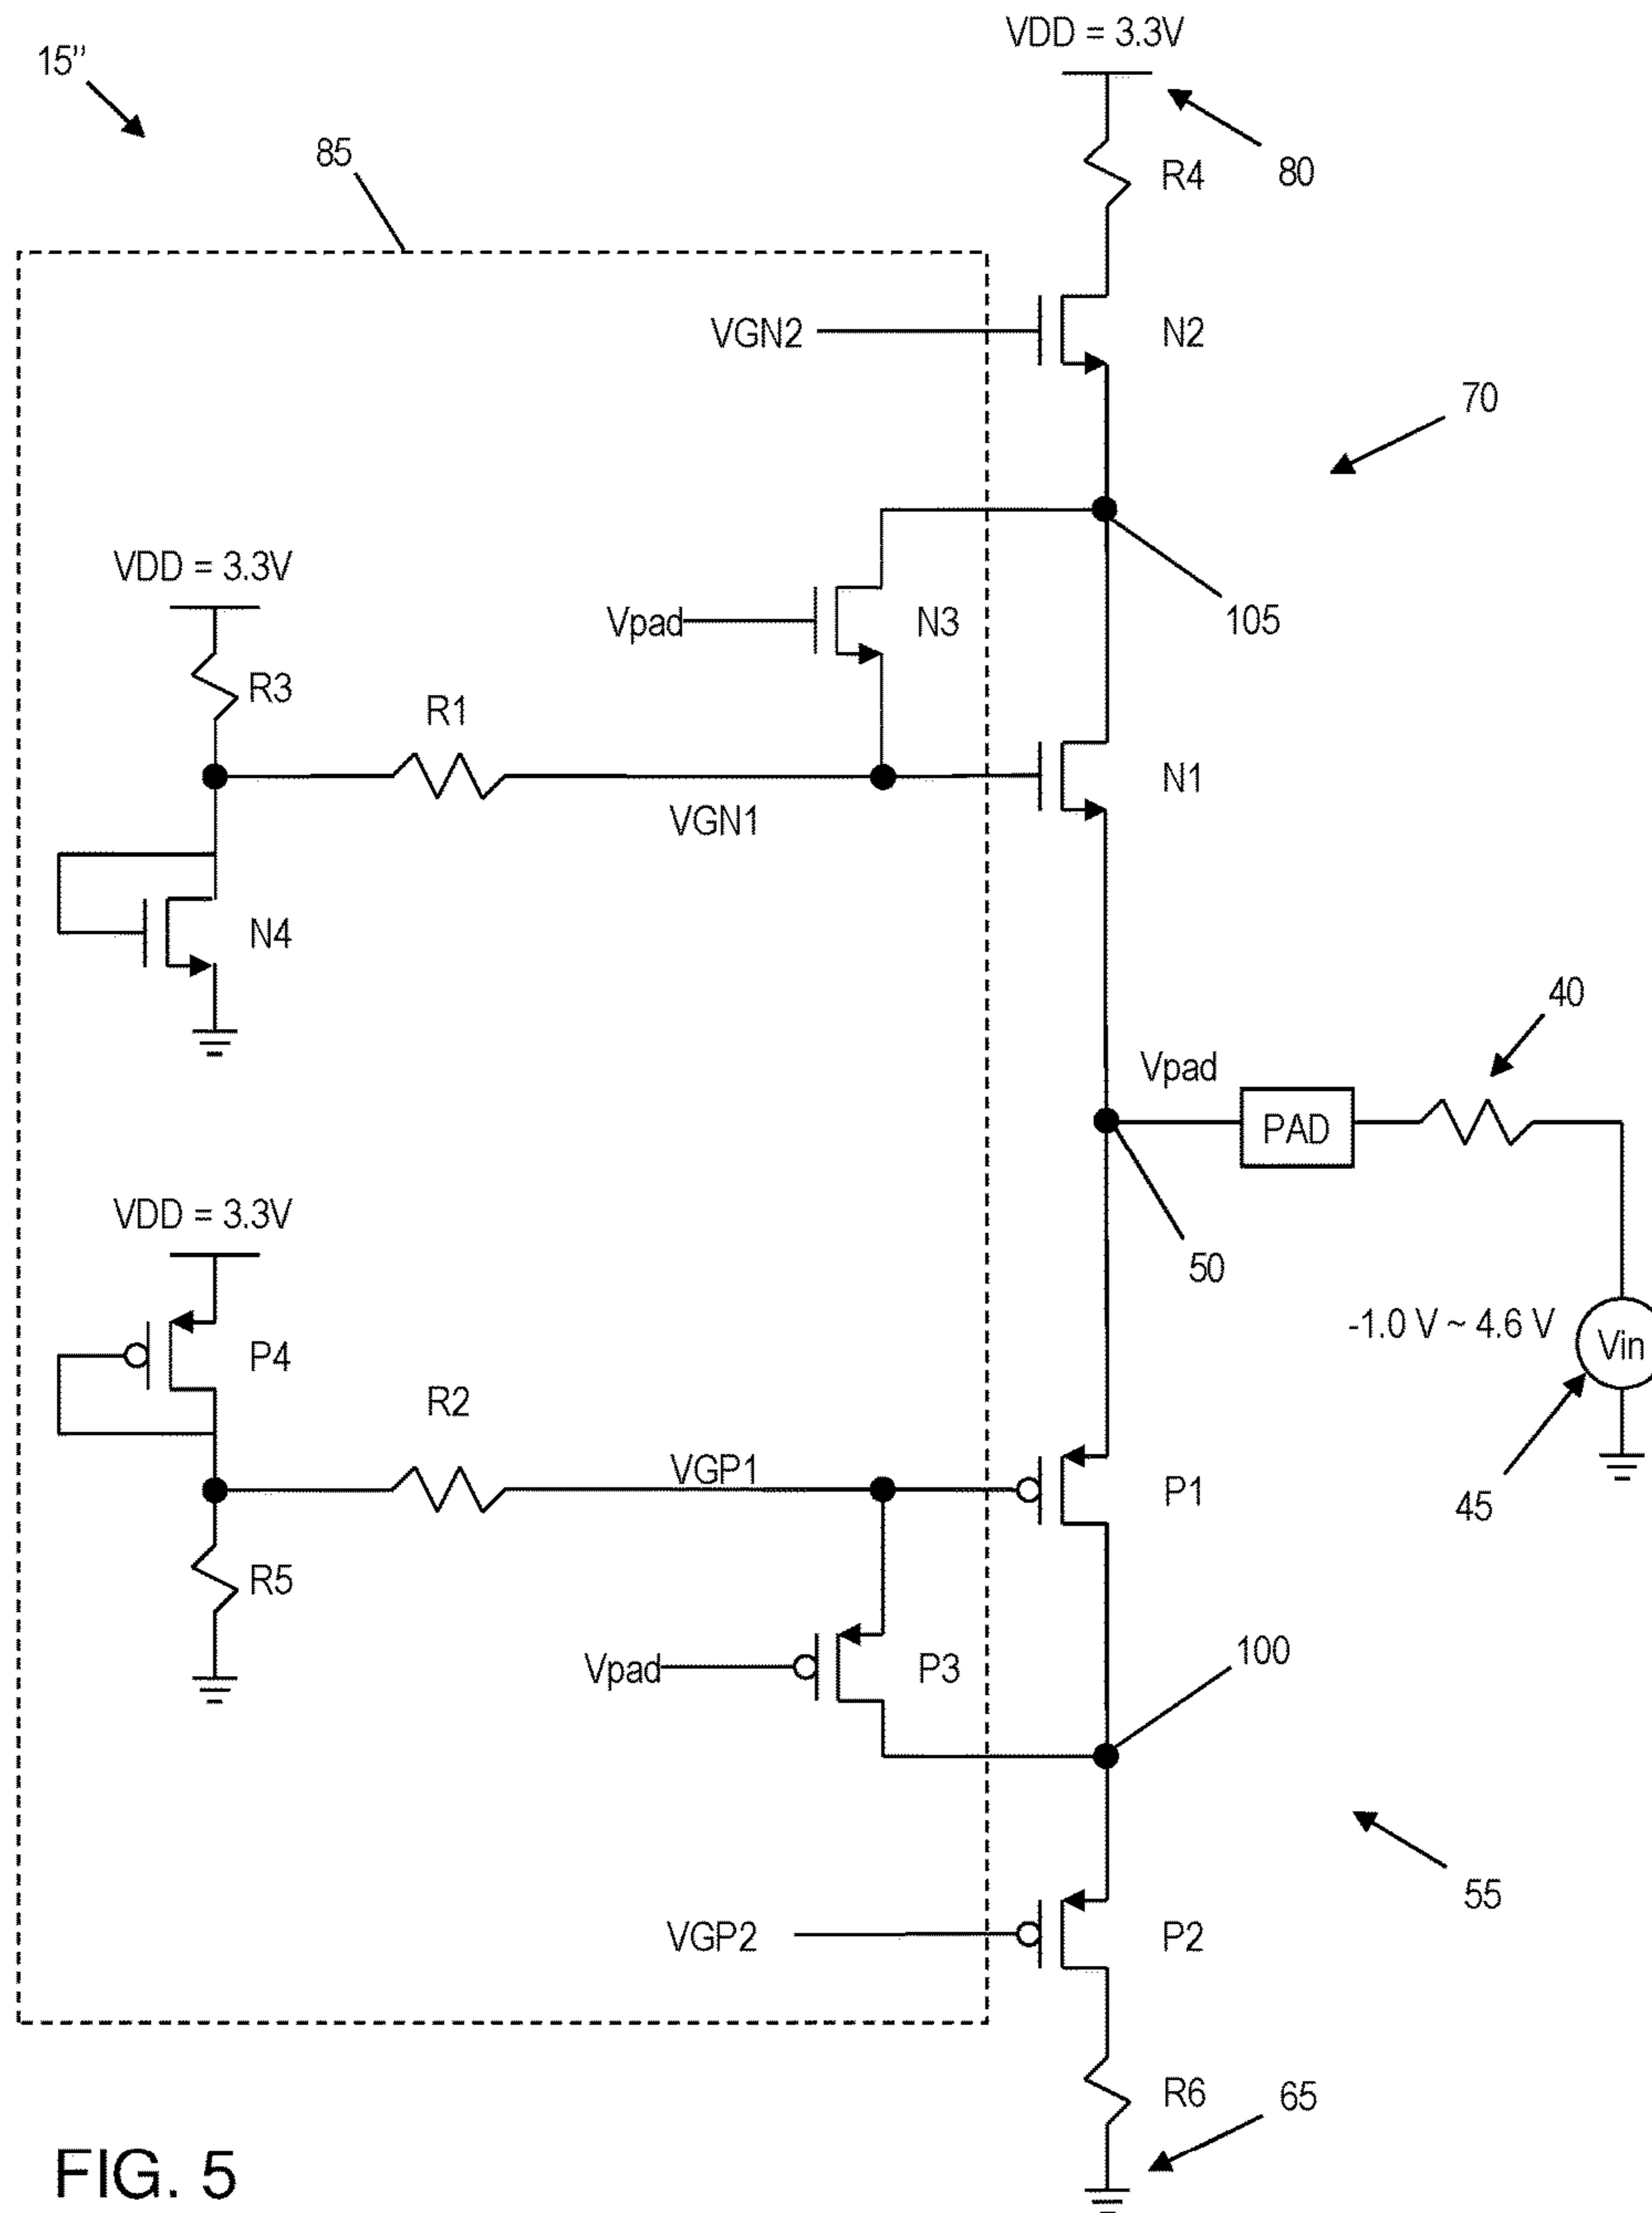 VDD = 3.3V
15”
85
R4
80
VGN2
N2
70
VDD = 3.3V
Vpad
N3
105
R3
R1
VGN1
N1
N4
40
Vpad
PAD
VDD = 3.3V
50
-1.0 V ~ 4.6 V
Vin
P4
R2
VGP1
P1
45
R5
Vpad
P3
100
55
VGP2
P2
R6
65
FIG. 5